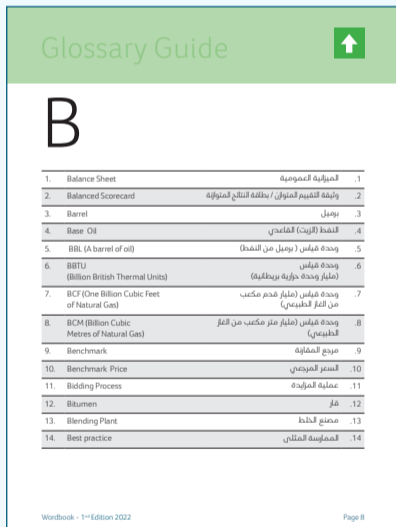 Glossary Guide
B
1. Balance Sheet الميزانية العمومية .1
2. Balanced Scorecard وثيقة التقييم المتوازن / بطاقة النتائج المتوازنة .2
3. Barrel برميل .3
4. Base Oil النفط (الزيت) القاعدي .4
5. BBL (A barrel of oil) وحدة قياس ( برميل من النفط) .5
6. BBTU وحدة قياس .6
(Billion British Thermal Units) (مليار وحدة حرارية بريطانية)
7. BCF (One Billion Cubic Feet وحدة قياس (مليار قدم مكعب .7
of Natural Gas) من الغاز الطبيعي)
8. BCM (Billion Cubic وحدة قياس (مليار متر مكعب من الغاز .8
Metres of Natural Gas) الطبيعي)
9. Benchmark مرجع المقارنة .9
10. Benchmark Price السعر المرجعي .10
11. Bidding Process عملية المزايدة .11
12. Bitumen قار .12
13. Blending Plant مصنع الخلط .13
14. Best practice الممارسة المثلى .14
Wordbook - 1ˢᵗ Edition 2022 Page 8